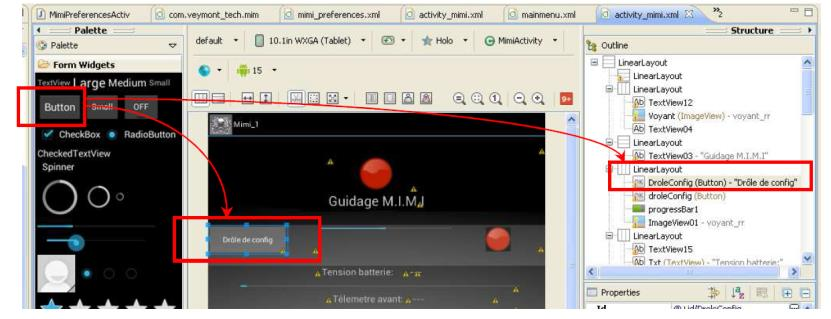 MimiPreferencesActiv
com.veymont_tech.mim
mimi_preferences.xml
activity_mimi.xml
mainmenu.xml
activity_mimi.xml
2
Palette
Palette
Form Widgets
TextView Large Medium Small
Button Small OFF
CheckBox RadioButton
CheckedTextView
Spinner
default
10.1in WXGA (Tablet)
Holo
MimiActivity
15
9+
Mimi_1
Guidage M.I.M.I
Drôle de config
Tension batterie:
Télemetre avant: ---
Structure
Outline
LinearLayout
LinearLayout
LinearLayout
TextView12
Voyant (ImageView) - voyant_rr
TextView04
LinearLayout
TextView03 - "Guidage M.I.M.I"
LinearLayout
DroleConfig (Button) - "Drôle de config"
droleConfig (Button)
progressBar1
ImageView01 - voyant_rr
LinearLayout
TextView15
Txt (TextView) - "Tension batterie:"
Properties
Id @+id/DroleConfig